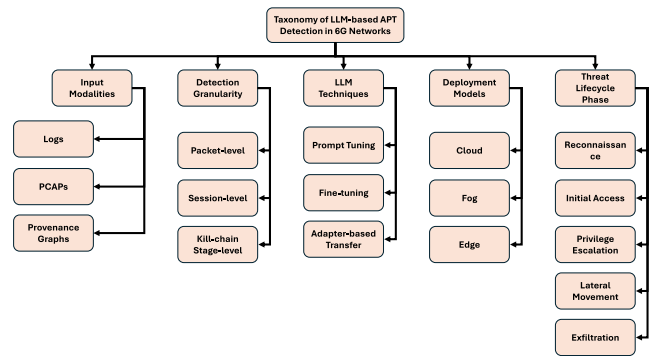 Taxonomy of LLM-based APT
Detection in 6G Networks
Input
Modalities
Detection
Granularity
LLM
Techniques
Deployment
Models
Threat
Lifecycle
Phase
Logs
PCAPs
Provenance
Graphs
Packet-level
Session-level
Kill-chain
Stage-level
Prompt Tuning
Fine-tuning
Adapter-based
Transfer
Cloud
Fog
Edge
Reconnaissan
ce
Initial Access
Privilege
Escalation
Lateral
Movement
Exfiltration